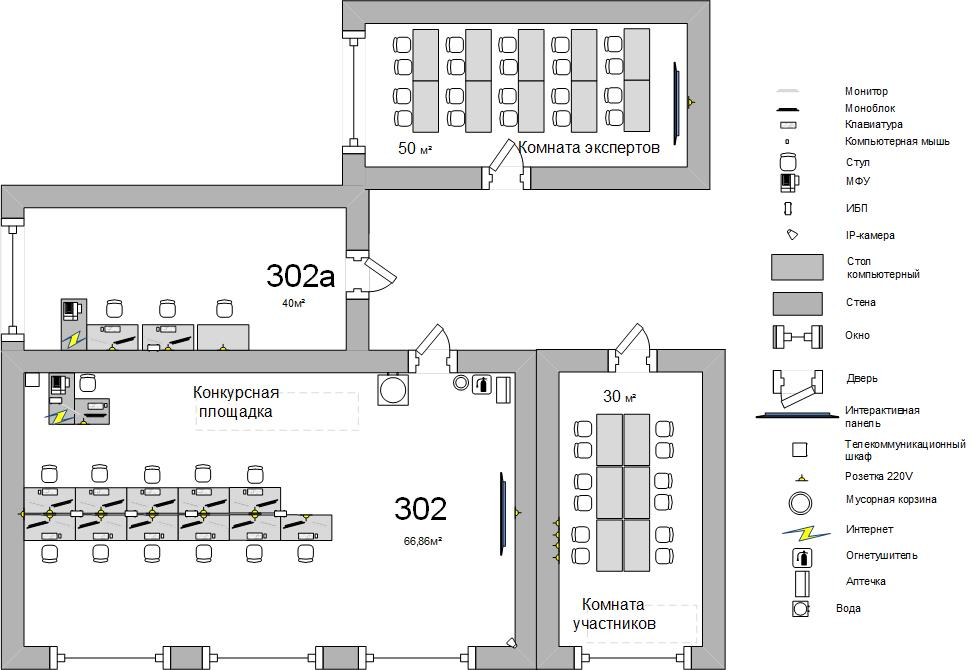 50 м²
Комната экспертов
302а
40м²
Конкурсная
площадка
302
66,86м²
30 м²
Комната
участников
Монитор
Моноблок
Клавиатура
Компьютерная мышь
Стул
МФУ
ИБП
IP-камера
Стол
компьютерный
Стена
Окно
Дверь
Интерактивная
панель
Телекоммуникационный
шкаф
Розетка 220V
Мусорная корзина
Интернет
Огнетушитель
Аптечка
Вода